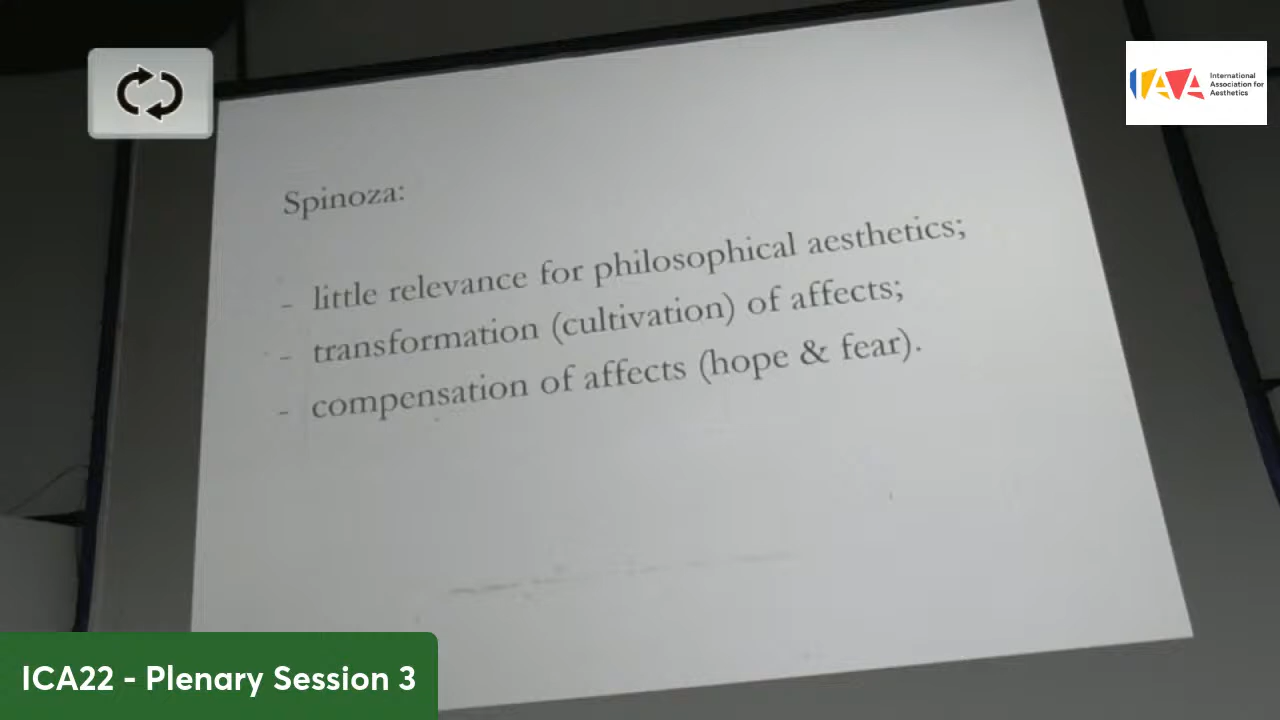 International
Association for
Aesthetics
Spinoza:
- little relevance for philosophical aesthetics;
- transformation (cultivation) of affects;
- compensation of affects (hope & fear).
ICA22 - Plenary Session 3